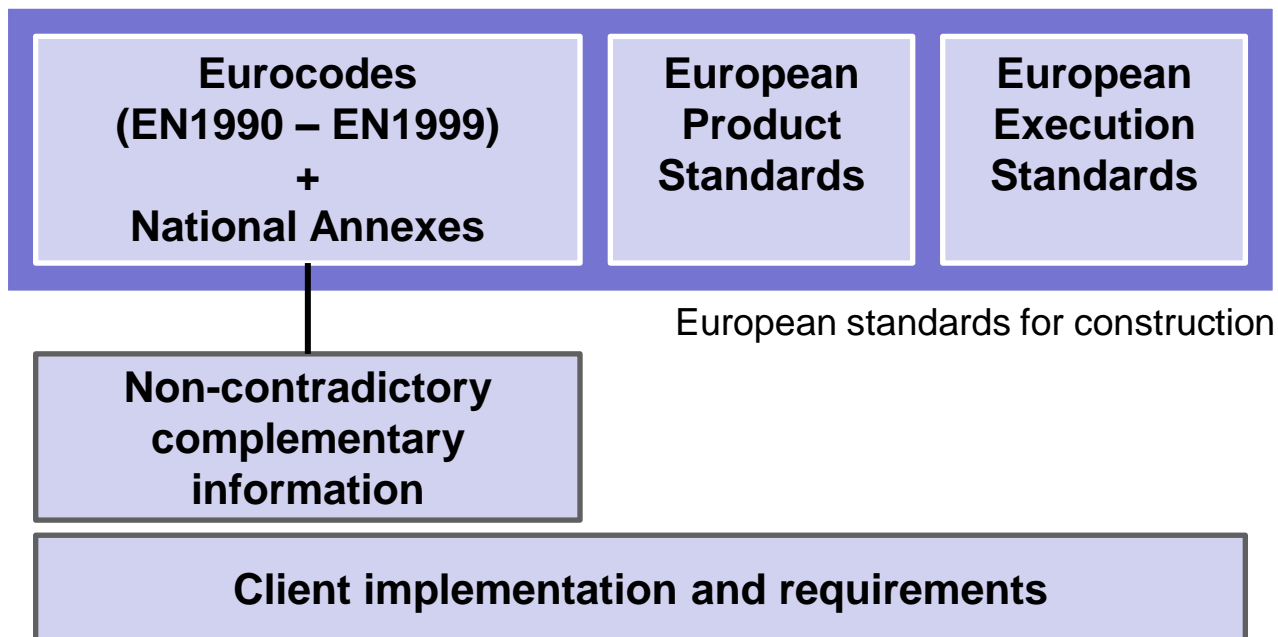 Eurocodes
(EN1990 – EN1999)
+
National Annexes
European
Product
Standards
European
Execution
Standards
European standards for construction
Non-contradictory
complementary
information
Client implementation and requirements